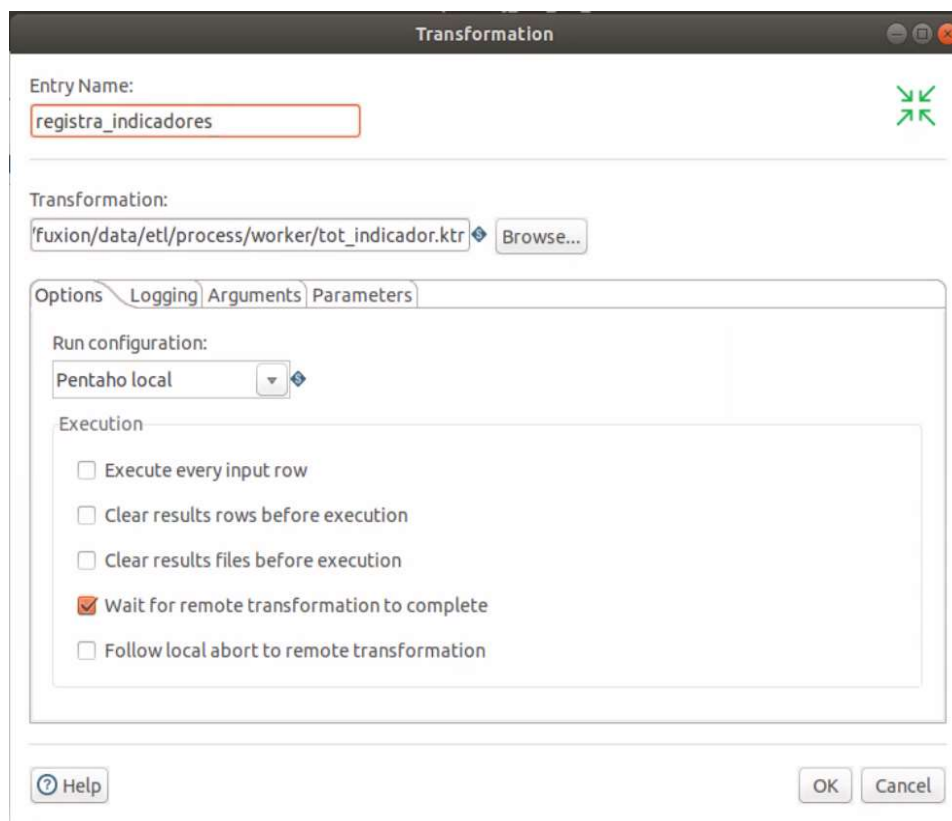 Transformation
Entry Name:
registra_indicadores
Transformation:
/fuxion/data/etl/process/worker/tot_indicador.ktr Browse...
Options Logging Arguments Parameters
Run configuration:
Pentaho local
Execution
Execute every input row
Clear results rows before execution
Clear results files before execution
Wait for remote transformation to complete
Follow local abort to remote transformation
Help OK Cancel